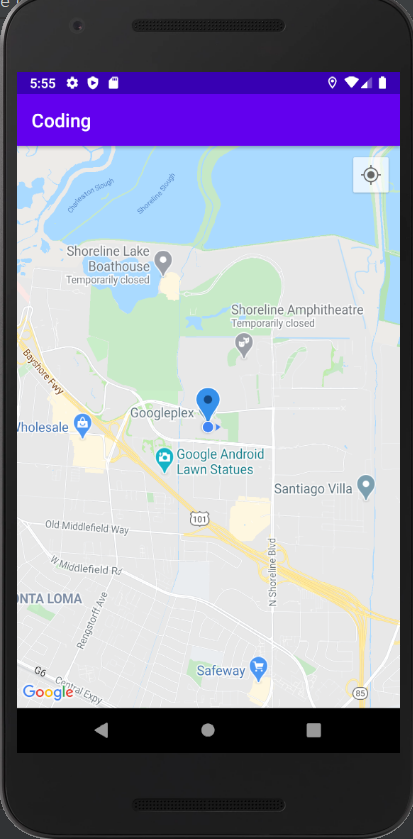 5:55
Coding
Charleston Slough
Shoreline Slough
Shoreline Lake
Boathouse
Temporarily closed
Shoreline Amphitheatre
Temporarily closed
Bayshore Fwy
Googleplex
Wholesale
Google Android
Lawn Statues
Santiago Villa
101
Old Middlefield Way
W Middlefield Rd
N Shoreline Blvd
ONTA LOMA
Rengstorff Ave
G6
Central Expy
Safeway
Google
85